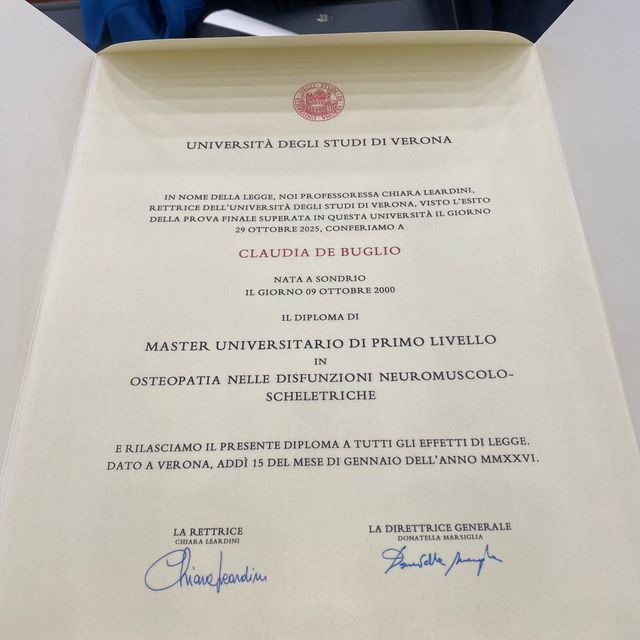 UNIVERSITÀ DEGLI STUDI DI VERONA
IN NOME DELLA LEGGE, NOI PROFESSORESSA CHIARA LEARDINI,
RETTRICE DELL'UNIVERSITÀ DEGLI STUDI DI VERONA, VISTO L'ESITO
DELLA PROVA FINALE SUPERATA IN QUESTA UNIVERSITÀ IL GIORNO
29 OTTOBRE 2025, CONFERIAMO A
CLAUDIA DE BUGLIO
NATA A SONDRIO
IL GIORNO 09 OTTOBRE 2000
IL DIPLOMA DI
MASTER UNIVERSITARIO DI PRIMO LIVELLO
IN
OSTEOPATIA NELLE DISFUNZIONI NEUROMUSCOLO-
SCHELETRICHE
E RILASCIAMO IL PRESENTE DIPLOMA A TUTTI GLI EFFETTI DI LEGGE.
DATO A VERONA, ADDÌ 15 DEL MESE DI GENNAIO DELL'ANNO MMXXVI.
LA RETTRICE
CHIARA LEARDINI
Chiara Leardini
LA DIRETTRICE GENERALE
DONATELLA MARSIGLIA